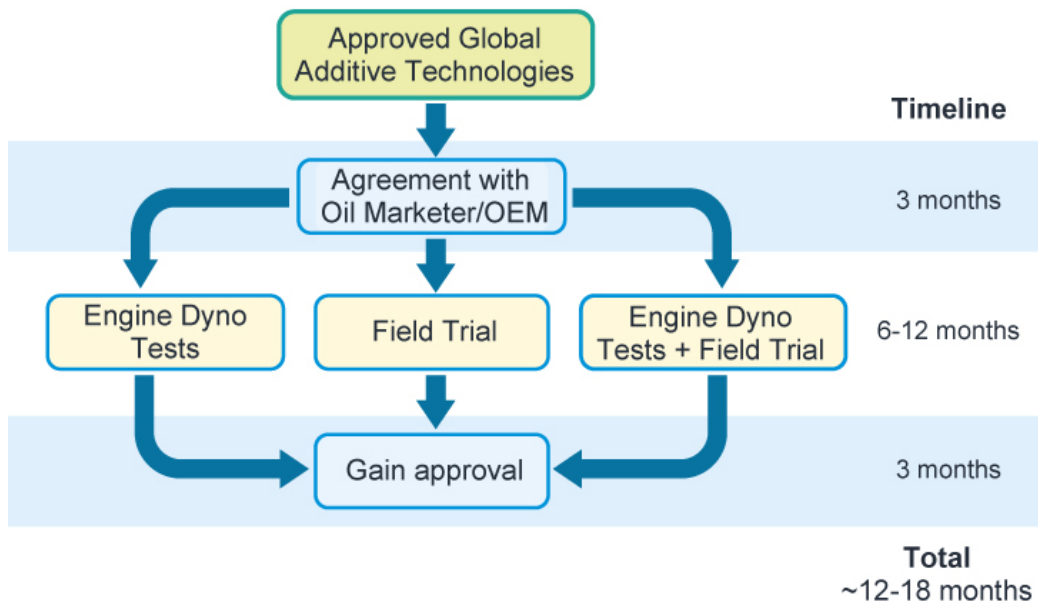 Approved Global
Additive Technologies
Timeline
Agreement with
Oil Marketer/OEM
3 months
Engine Dyno
Tests
Field Trial
Engine Dyno
Tests + Field Trial
6-12 months
Gain approval
3 months
Total
~12-18 months